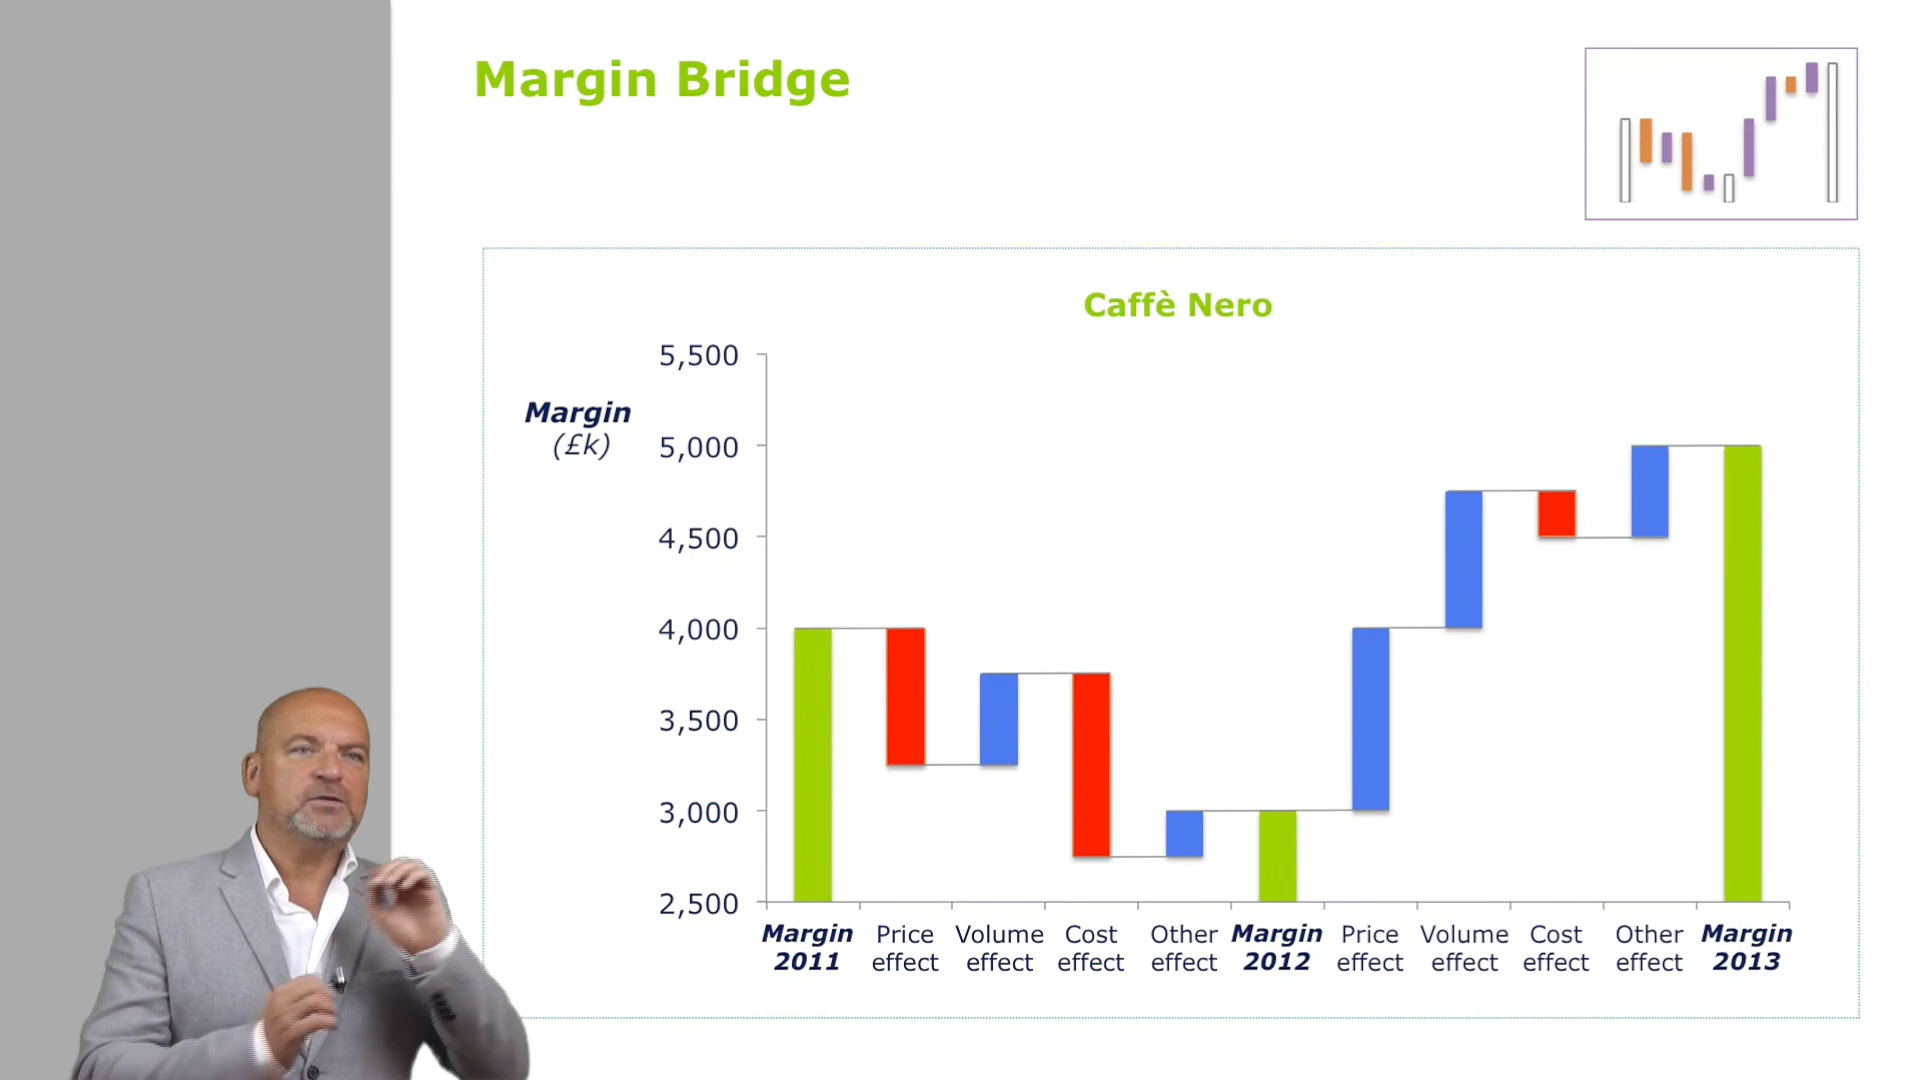 Margin Bridge
Caffè Nero
Margin
(£k)
5,500
5,000
4,500
4,000
3,500
3,000
2,500
Margin 2011
Price effect
Volume effect
Cost effect
Other effect
Margin 2012
Price effect
Volume effect
Cost effect
Other effect
Margin 2013